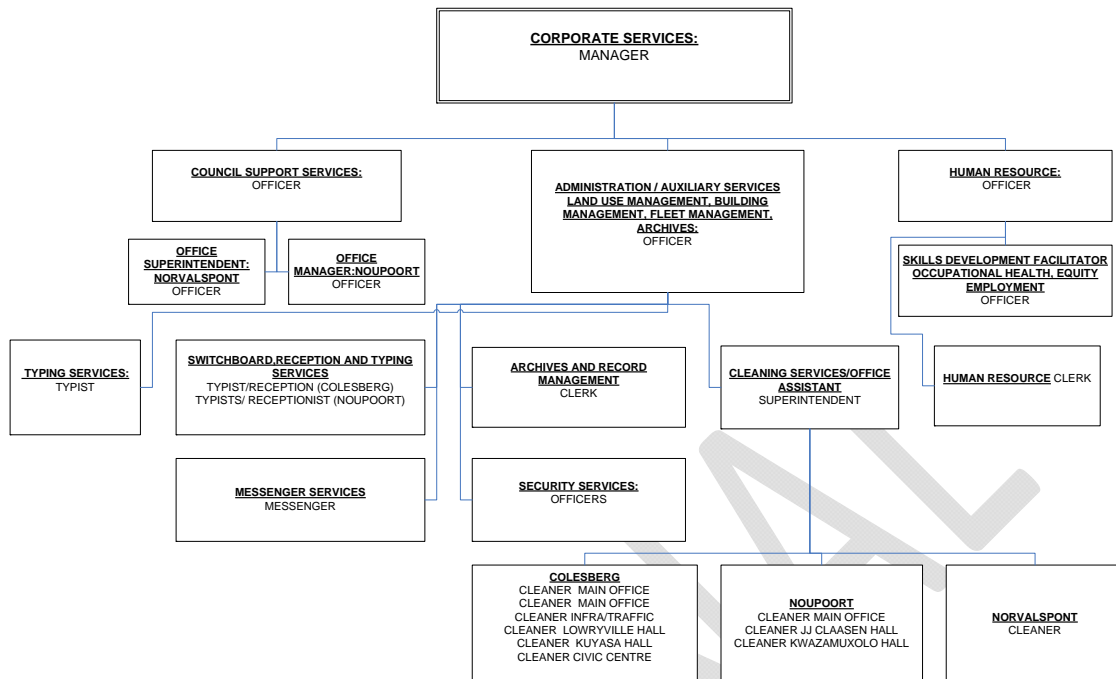 CORPORATE SERVICES:
MANAGER
COUNCIL SUPPORT SERVICES:
OFFICER
ADMINISTRATION / AUXILIARY SERVICES
LAND USE MANAGEMENT, BUILDING
MANAGEMENT, FLEET MANAGEMENT,
ARCHIVES:
OFFICER
HUMAN RESOURCE:
OFFICER
OFFICE
SUPERINTENDENT:
NORVALSPONT
OFFICER
OFFICE
MANAGER:NOUPOORT
OFFICER
SKILLS DEVELOPMENT FACILITATOR
OCCUPATIONAL HEALTH, EQUITY
EMPLOYMENT
OFFICER
TYPING SERVICES:
TYPIST
SWITCHBOARD,RECEPTION AND TYPING
SERVICES
TYPIST/RECEPTION (COLESBERG)
TYPISTS/ RECEPTIONIST (NOUPOORT)
ARCHIVES AND RECORD
MANAGEMENT
CLERK
CLEANING SERVICES/OFFICE
ASSISTANT
SUPERINTENDENT
HUMAN RESOURCE CLERK
MESSENGER SERVICES
MESSENGER
SECURITY SERVICES:
OFFICERS
COLESBERG
CLEANER MAIN OFFICE
CLEANER MAIN OFFICE
CLEANER INFRA/TRAFFIC
CLEANER LOWRYVILLE HALL
CLEANER KUYASA HALL
CLEANER CIVIC CENTRE
NOUPOORT
CLEANER MAIN OFFICE
CLEANER JJ CLAASEN HALL
CLEANER KWAZAMUXOLO HALL
NORVALSPONT
CLEANER